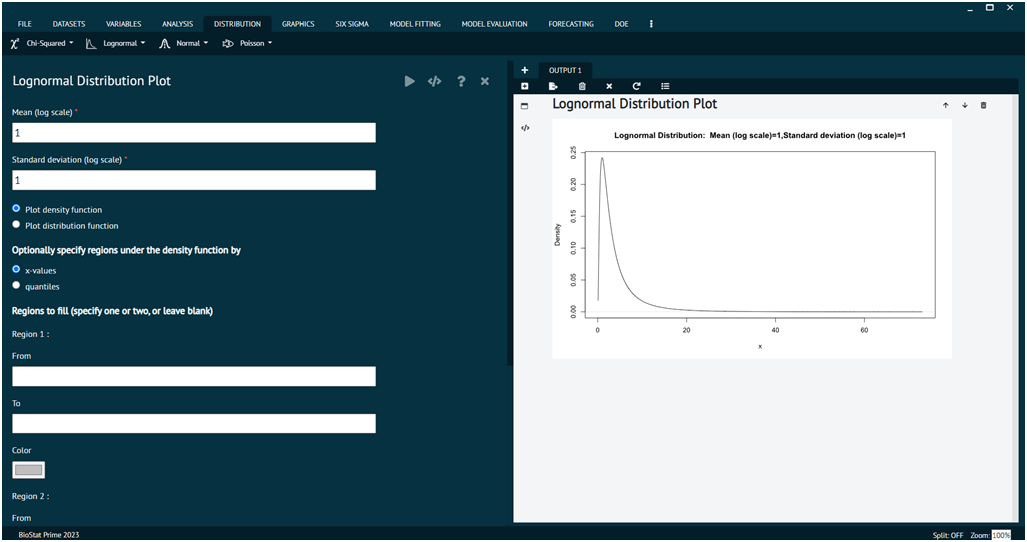 FILE DATASETS VARIABLES ANALYSIS DISTRIBUTION GRAPHICS SIX SIGMA MODEL FITTING MODEL EVALUATION FORECASTING DOE
Chi-Squared Lognormal Normal Poisson
Lognormal Distribution Plot
Mean (log scale) *
1
Standard deviation (log scale) *
1
Plot density function
Plot distribution function
Optionally specify regions under the density function by
x-values
quantiles
Regions to fill (specify one or two, or leave blank)
Region 1 :
From
To
Color
Region 2 :
From
OUTPUT 1
Lognormal Distribution Plot
Lognormal Distribution: Mean (log scale)=1,Standard deviation (log scale)=1
Density
0.25
0.20
0.15
0.10
0.05
0.00
0 20 40 60
x
BioStat Prime 2023
Split: OFF Zoom: 100%